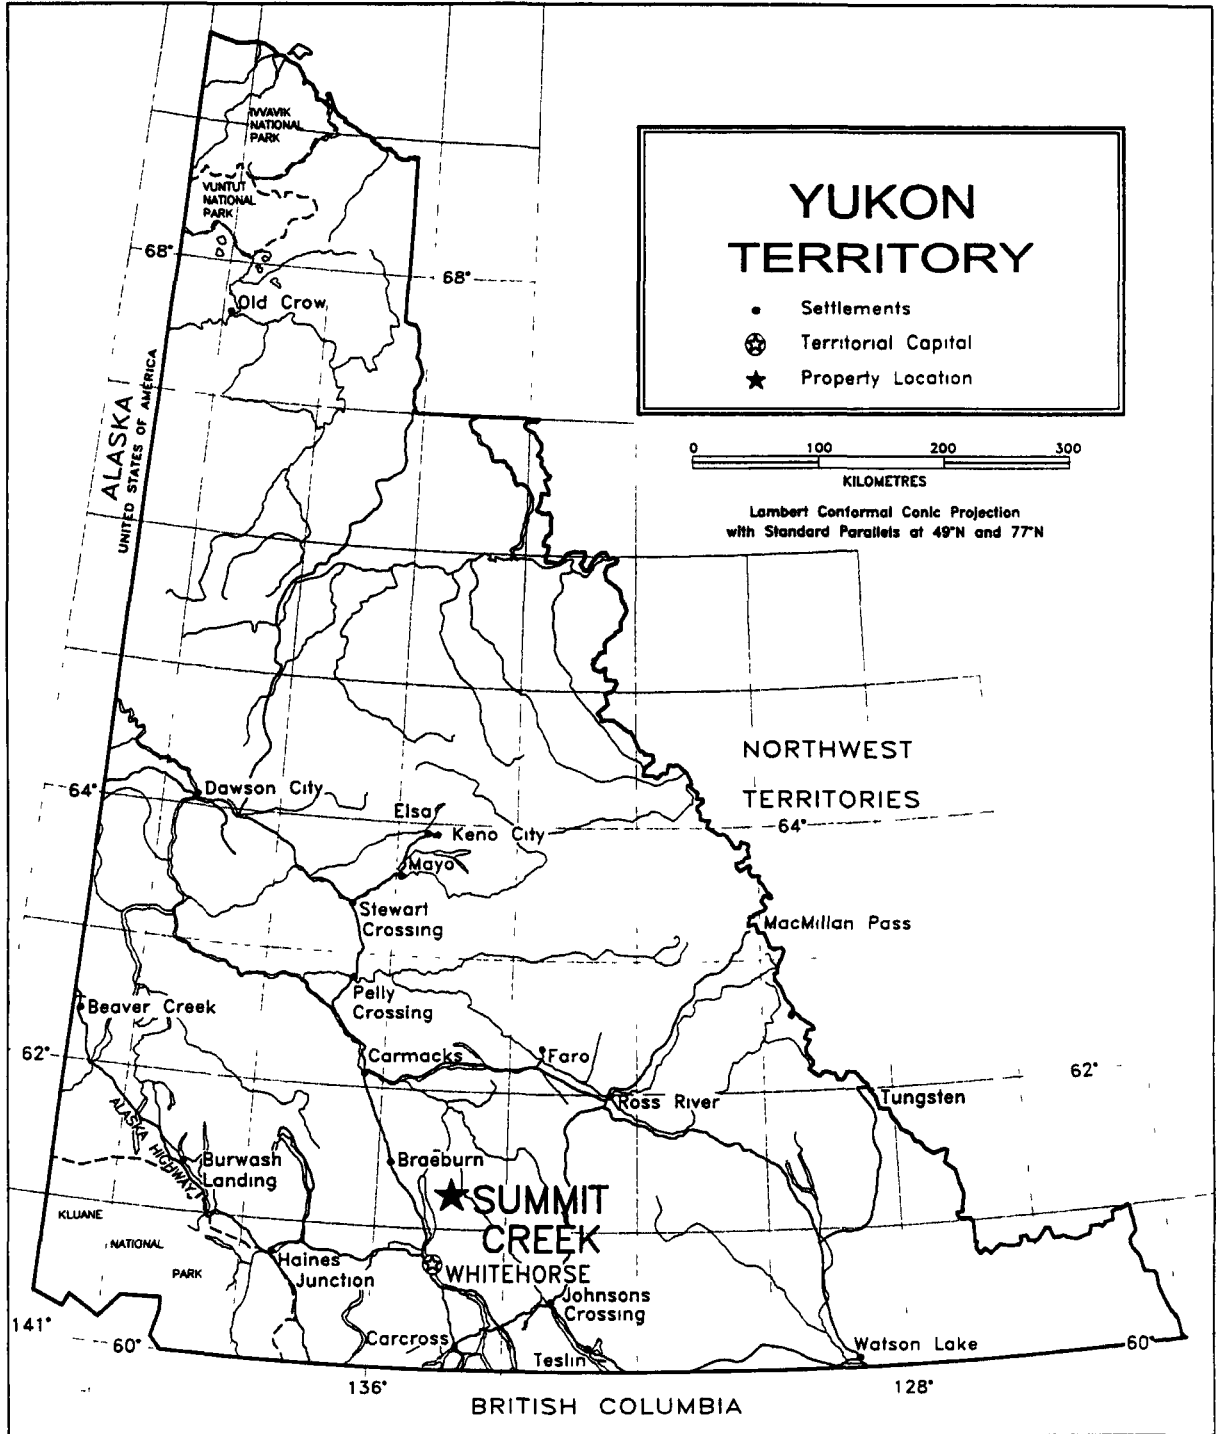 IVVAVIK
NATIONAL
PARK
VUNTUT
NATIONAL
PARK
68°
68°
Old Crow
YUKON
TERRITORY
Settlements
Territorial Capital
Property Location
0 100 200 300
KILOMETRES
Lambert Conformal Conic Projection
with Standard Parallels at 49°N and 77°N
ALASKA
UNITED STATES OF AMERICA
NORTHWEST
TERRITORIES
64°
64°
Dawson City
Elsa
Keno City
Mayo
Stewart
Crossing
MacMillan Pass
Pelly
Crossing
Beaver Creek
62°
62°
Carmacks
Faro
Ross River
Tungsten
ALASKA HIGHWAY
Burwash
Landing
Braeburn
SUMMIT
CREEK
KLUANE
NATIONAL
PARK
Haines
Junction
WHITEHORSE
Johnsons
Crossing
141°
60°
Carcross
Teslin
Watson Lake
60°
136°
128°
BRITISH COLUMBIA